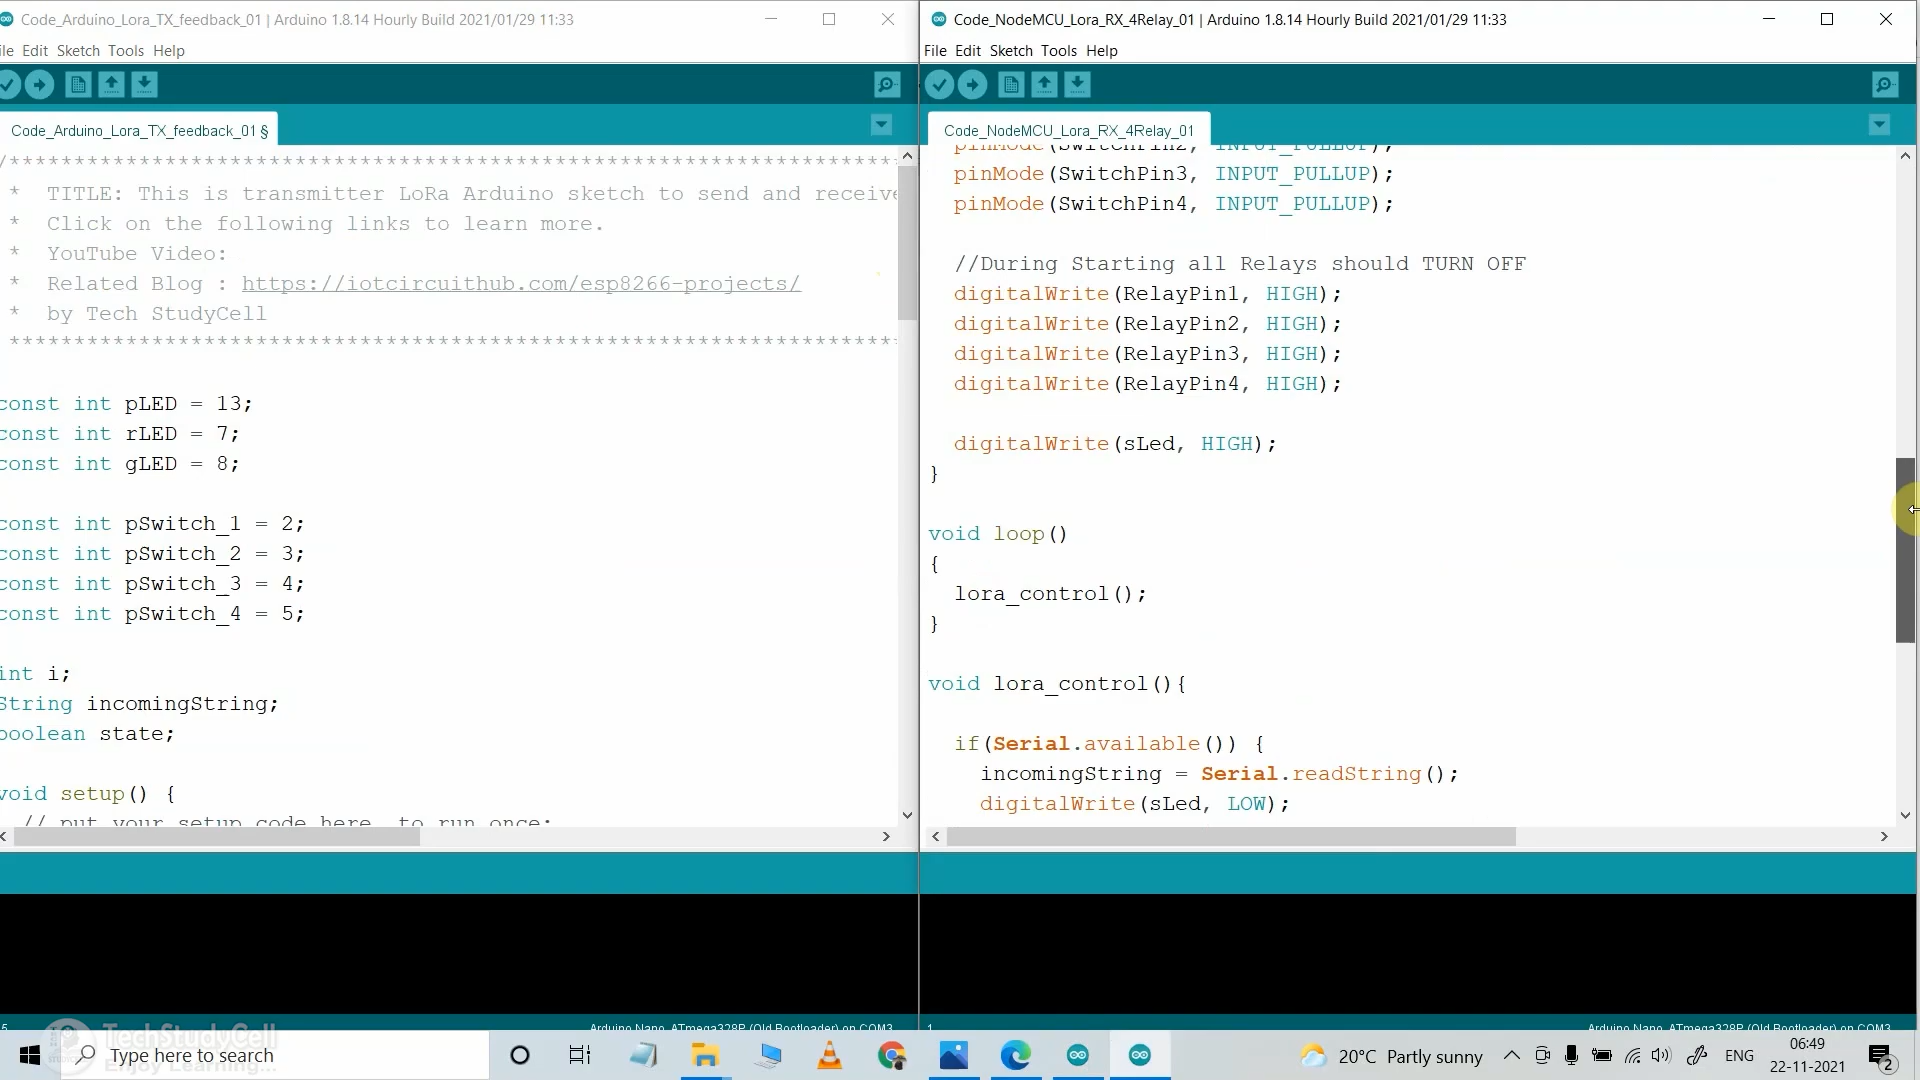 Code_Arduino_Lora_TX_feedback_01 | Arduino 1.8.14 Hourly Build 2021/01/29 11:33
ile Edit Sketch Tools Help
Code_Arduino_Lora_TX_feedback_01 §
/********************************************************************
* TITLE: This is transmitter LoRa Arduino sketch to send and receive
* Click on the following links to learn more.
* YouTube Video:
* Related Blog : https://iotcircuithub.com/esp8266-projects/
* by Tech StudyCell
********************************************************************
const int pLED = 13;
const int rLED = 7;
const int gLED = 8;
const int pSwitch_1 = 2;
const int pSwitch_2 = 3;
const int pSwitch_3 = 4;
const int pSwitch_4 = 5;
int i;
String incomingString;
boolean state;
void setup() {
// put your setup code here, to run once:
Arduino Nano, ATmega328P (Old Bootloader) on COM3
Code_NodeMCU_Lora_RX_4Relay_01 | Arduino 1.8.14 Hourly Build 2021/01/29 11:33
File Edit Sketch Tools Help
Code_NodeMCU_Lora_RX_4Relay_01
pinMode(SwitchPin2, INPUT_PULLUP);
pinMode(SwitchPin3, INPUT_PULLUP);
pinMode(SwitchPin4, INPUT_PULLUP);
//During Starting all Relays should TURN OFF
digitalWrite(RelayPin1, HIGH);
digitalWrite(RelayPin2, HIGH);
digitalWrite(RelayPin3, HIGH);
digitalWrite(RelayPin4, HIGH);
digitalWrite(sLed, HIGH);
}
void loop()
{
lora_control();
}
void lora_control(){
if(Serial.available()) {
incomingString = Serial.readString();
digitalWrite(sLed, LOW);
1
Arduino Nano, ATmega328P (Old Bootloader) on COM3
TechStudyCell
Enjoy Learning...
Type here to search
20°C Partly sunny
ENG
06:49
22-11-2021
2